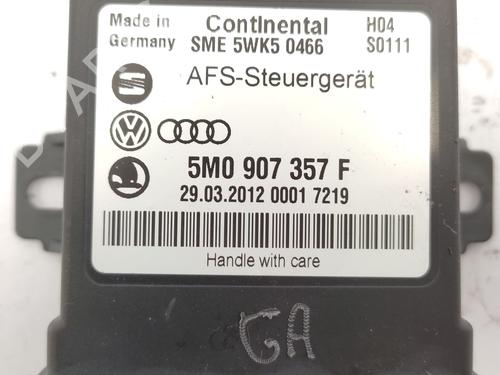 Made in Continental H04
Germany SME 5WK5 0466 S0111
AFS-Steuergerät
5M0 907 357 F
29.03.2012 0001 7219
Handle with care
GA